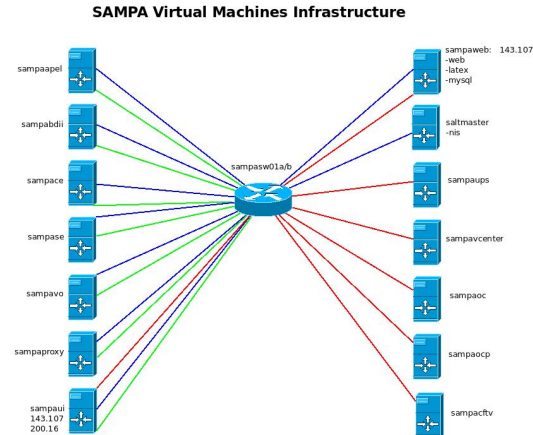 SAMPA Virtual Machines Infrastructure
sampaapel
sampabdii
sampace
sampase
sampavo
sampaproxy
sampaui
143.107
200.16
sampasw01a/b
sampaweb: 143.107
-web
-latex
-mysql
saltmaster
-nis
sampaups
sampavcenter
sampaoc
sampaocp
sampacftv